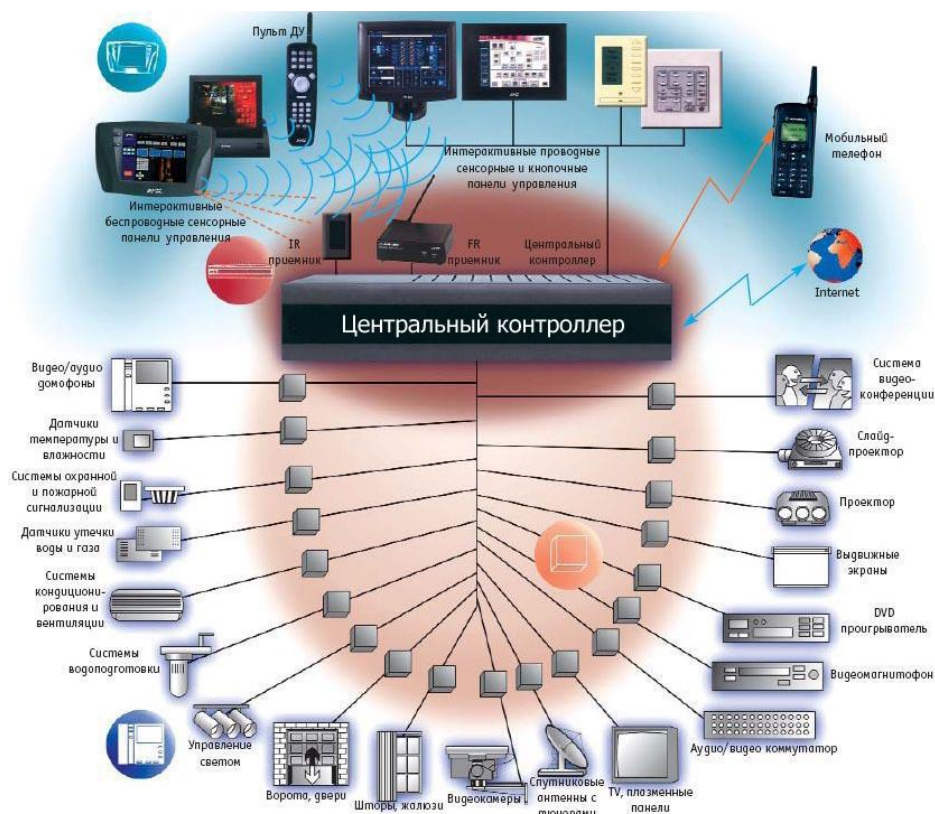 Пульт ДУ
Мобильный
телефон
Интерактивные проводные
сенсорные и кнопочные
панели управления
Интерактивные
беспроводные сенсорные
панели управления
IR
приемник
FR
приемник
Центральный
контроллер
Internet
Центральный контроллер
Видео/аудио
домофоны
Датчики
температуры и
влажности
Системы охранной
и пожарной
сигнализации
Датчики утечки
воды и газа
Системы
кондициони-
рования и
вентиляции
Системы
водоподготовки
Управление
светом
Ворота, двери
Шторы, жалюзи
Видеокамеры
Спутниковые
антенны с
тюнерами
TV, плазменные
панели
Аудио/видео коммутатор
Видеомагнитофон
DVD
проигрыватель
Выдвижные
экраны
Проектор
Слайд-
проектор
Система
видео-
конференции